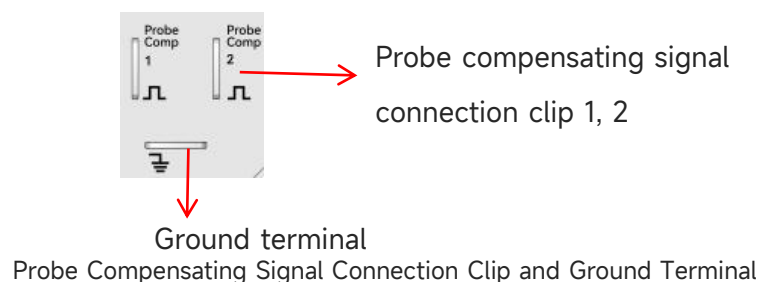 Probe Probe
Comp Comp
1 2
Probe compensating signal
connection clip 1, 2
Ground terminal
Probe Compensating Signal Connection Clip and Ground Terminal